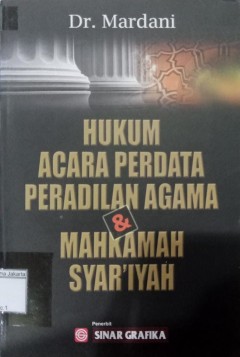 Dr. Mardani
HUKUM
ACARA PERDATA
PERADILAN AGAMA
&
MAHKAMAH
SYAR'IYAH
Penerbit
SINAR GRAFIKA